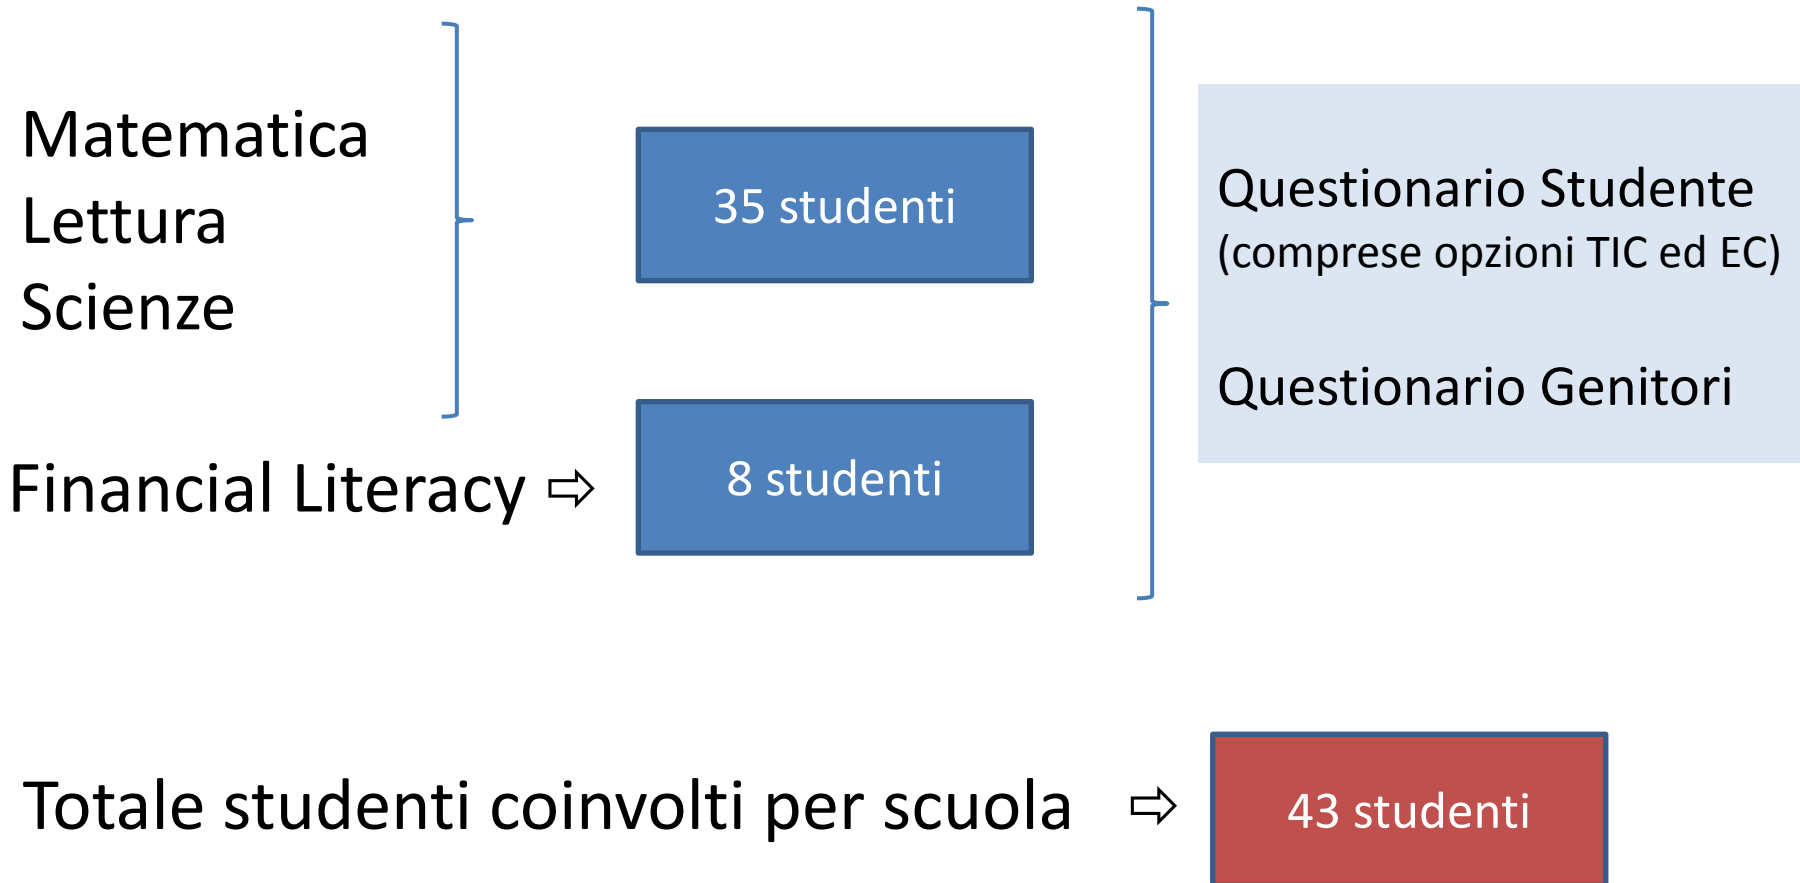 Matematica
Lettura
Scienze
35 studenti
Financial Literacy ⇨
8 studenti
Questionario Studente
(comprese opzioni TIC ed EC)
Questionario Genitori
Totale studenti coinvolti per scuola ⇨
43 studenti